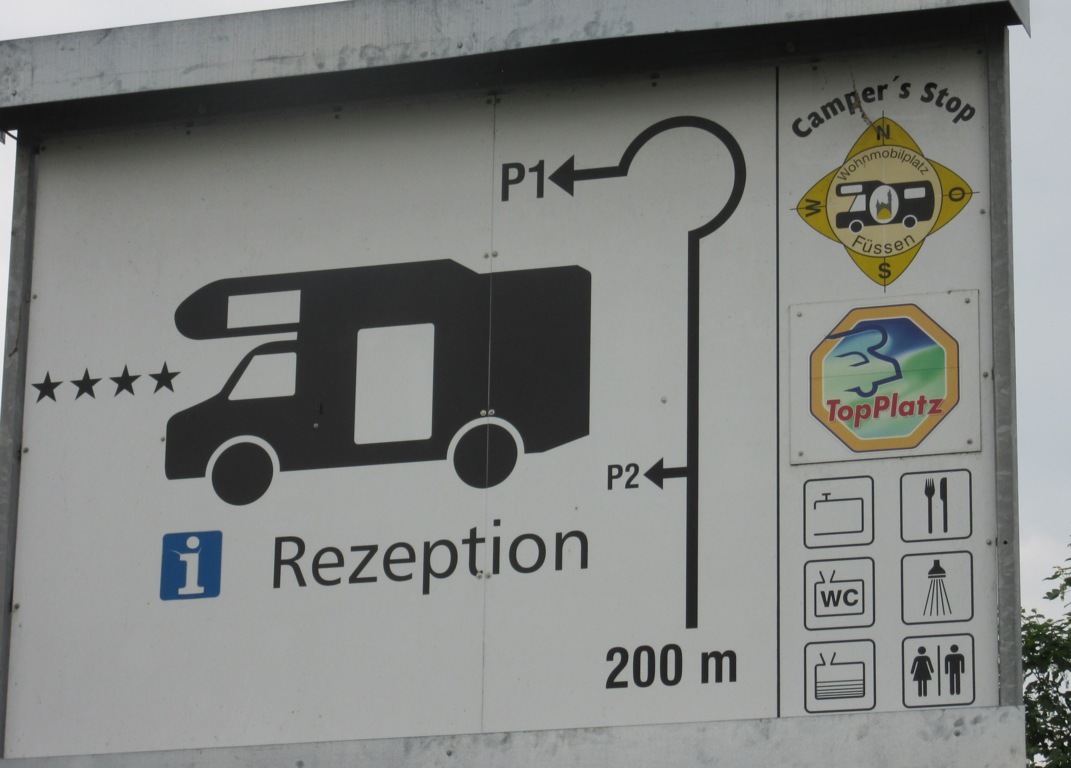 P1
P2
i Rezeption
200 m
Camper´s Stop
N
W
O
S
Wohnmobilplatz
Füssen
TopPlatz
WC